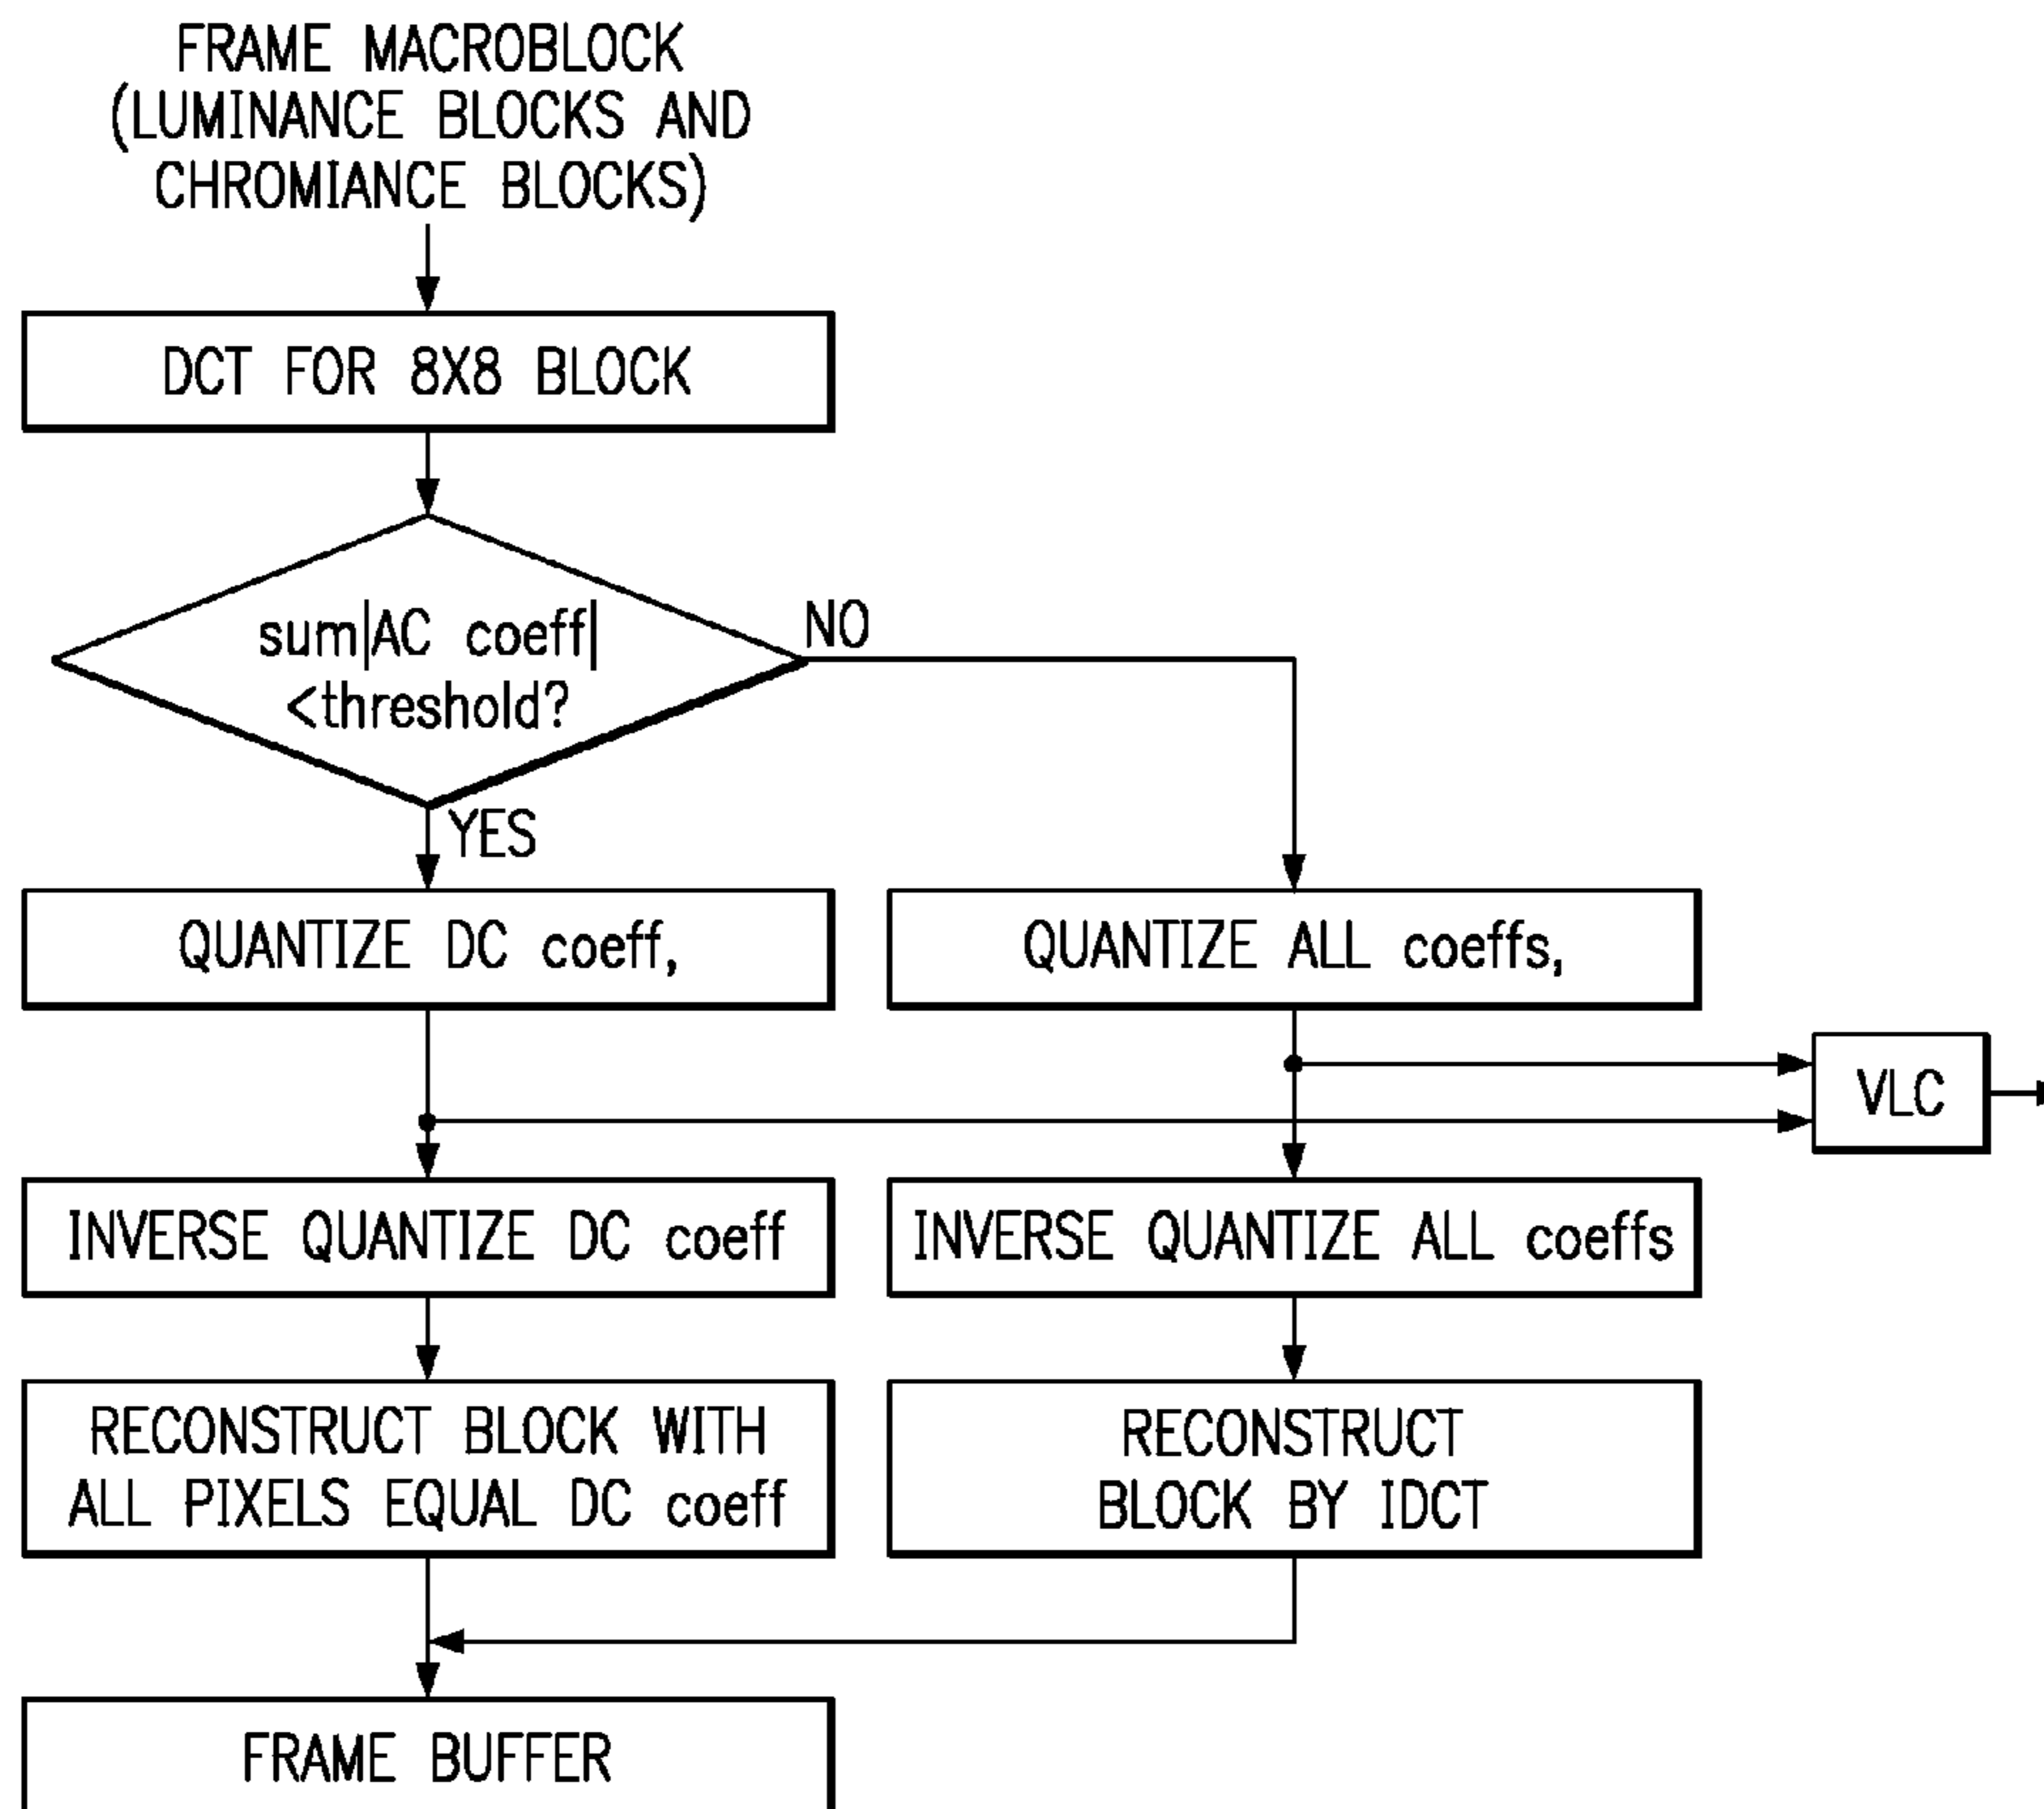 FRAME MACROBLOCK
(LUMINANCE BLOCKS AND
CHROMIANCE BLOCKS)
DCT FOR 8X8 BLOCK
sum|AC coeff|
<threshold?
NO
YES
QUANTIZE DC coeff,
QUANTIZE ALL coeffs,
VLC
INVERSE QUANTIZE DC coeff
INVERSE QUANTIZE ALL coeffs
RECONSTRUCT BLOCK WITH
ALL PIXELS EQUAL DC coeff
RECONSTRUCT
BLOCK BY IDCT
FRAME BUFFER